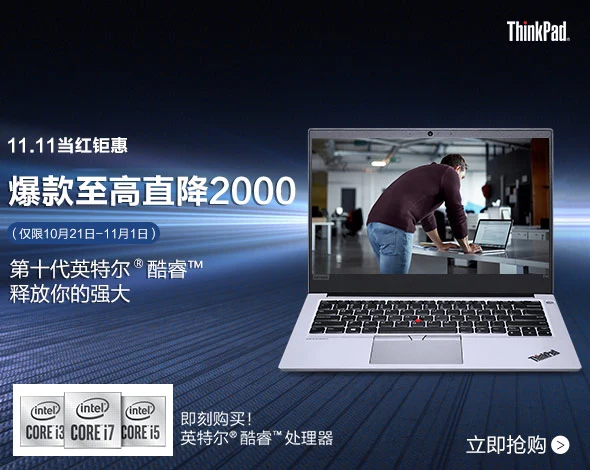 ThinkPad
11.11当红钜惠
爆款至高直降2000
(仅限10月21日-11月1日)
第十代英特尔®酷睿™
释放你的强大
ThinkPad
intel
CORE i3
intel
CORE i7
intel
CORE i5
即刻购买!
英特尔®酷睿™处理器
立即抢购 >